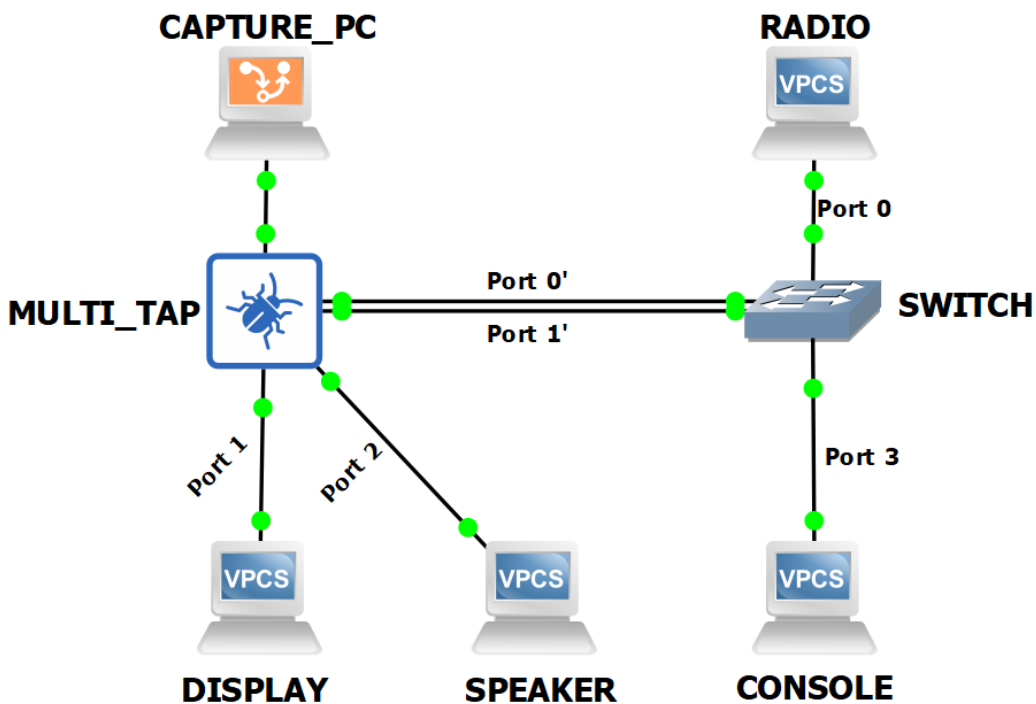 CAPTURE_PC
RADIO
VPCS
Port 0
Port 0'
MULTI_TAP
SWITCH
Port 1'
Port 1
Port 2
Port 3
VPCS
VPCS
VPCS
DISPLAY
SPEAKER
CONSOLE